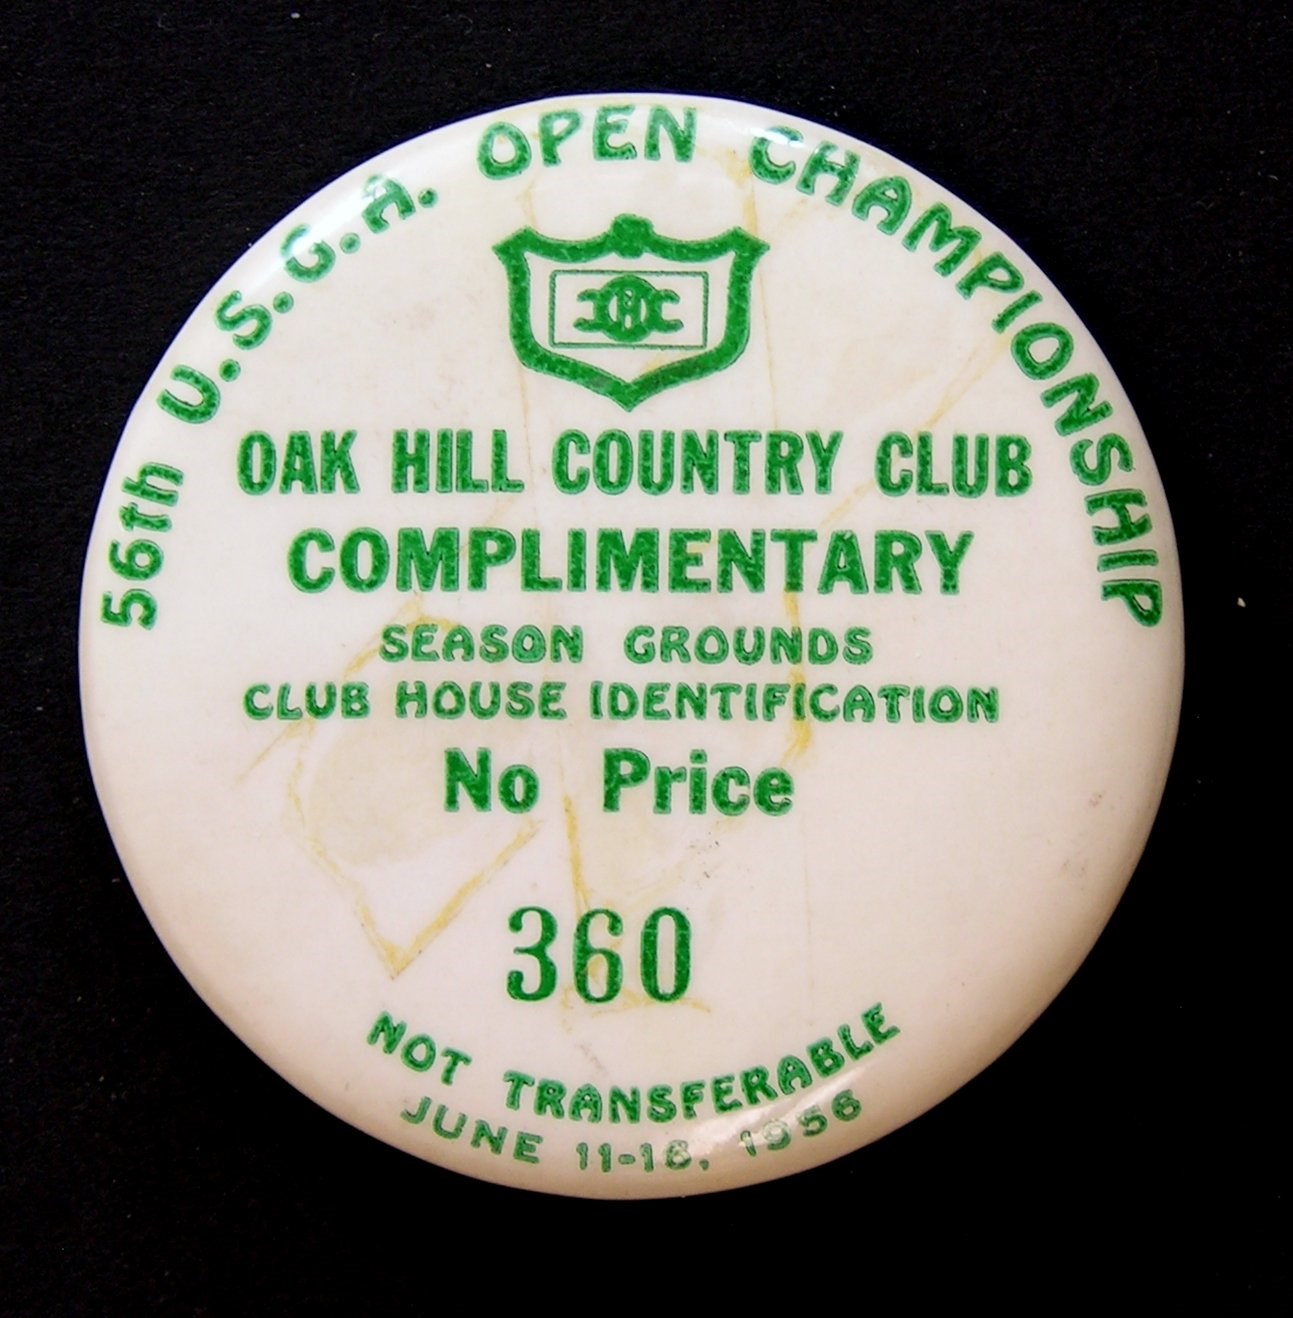 56th U.S.G.A. OPEN CHAMPIONSHIP
OAK HILL COUNTRY CLUB
COMPLIMENTARY
SEASON GROUNDS
CLUB HOUSE IDENTIFICATION
No Price
360
NOT TRANSFERABLE
JUNE 11-16, 1956